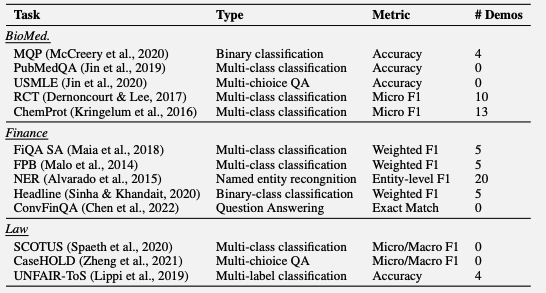 Task Type Metric # Demos
BioMed.
MQP (McCreery et al., 2020) Binary classification Accuracy 4
PubMedQA (Jin et al., 2019) Multi-class classification Accuracy 0
USMLE (Jin et al., 2020) Multi-chioice QA Accuracy 0
RCT (Dernoncourt & Lee, 2017) Multi-class classification Micro F1 10
ChemProt (Kringelum et al., 2016) Multi-class classification Micro F1 13
Finance
FiQA SA (Maia et al., 2018) Multi-class classification Weighted F1 5
FPB (Malo et al., 2014) Multi-class classification Weighted F1 5
NER (Alvarado et al., 2015) Named entity recongnition Entity-level F1 20
Headline (Sinha & Khandait, 2020) Binary-class classification Weighted F1 5
ConvFinQA (Chen et al., 2022) Question Answering Exact Match 0
Law
SCOTUS (Spaeth et al., 2020) Multi-class classification Micro/Macro F1 0
CaseHOLD (Zheng et al., 2021) Multi-chioice QA Micro/Macro F1 0
UNFAIR-ToS (Lippi et al., 2019) Multi-label classification Accuracy 4